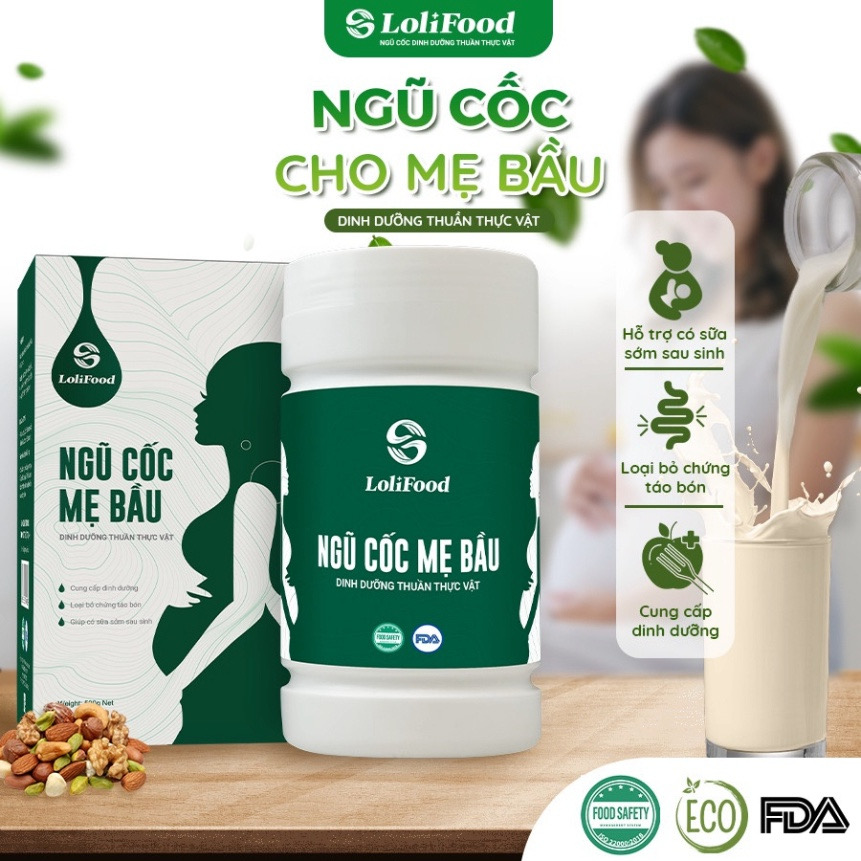 LoliFood
NGŨ CỐC DINH DƯỠNG THUẦN THỰC VẬT
NGŨ CỐC
CHO MẸ BẦU
DINH DƯỠNG THUẦN THỰC VẬT
LoliFood
NGŨ CỐC
MẸ BẦU
DINH DƯỠNG THUẦN THỰC VẬT
Cung cấp dinh dưỡng
Loại bỏ chứng táo bón
Giúp có sữa sớm sau sinh
LoliFood
NGŨ CỐC MẸ BẦU
DINH DƯỠNG THUẦN THỰC VẬT
FOOD SAFETY
FDA
Hỗ trợ có sữa
sớm sau sinh
Loại bỏ chứng
táo bón
Cung cấp
dinh dưỡng
FOOD SAFETY
MANAGEMENT SYSTEM
ISO 22000:2018
ECO
FDA